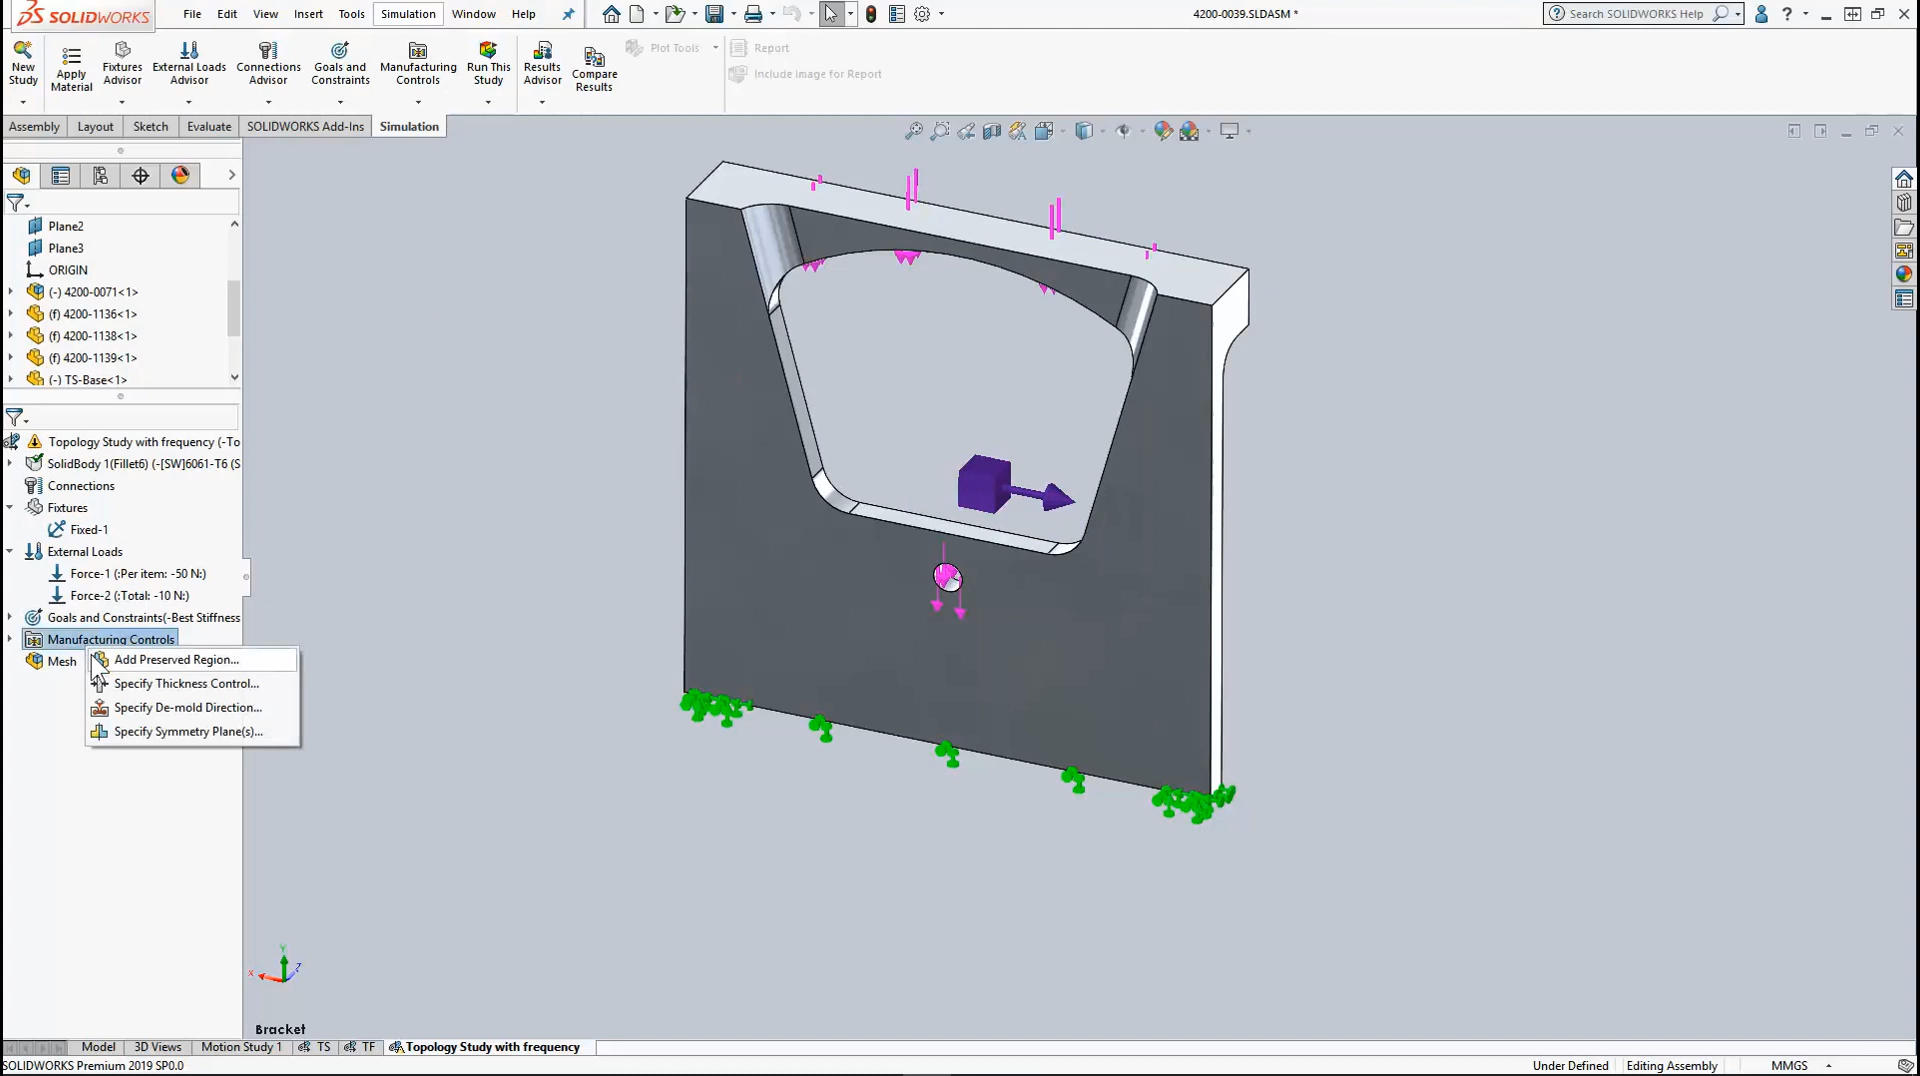 SOLIDWORKS File Edit View Insert Tools Simulation Window Help 4200-0039.SLDASM * Search SOLIDWORKS Help ?
New Study
Apply Material
Fixtures Advisor
External Loads Advisor
Connections Advisor
Goals and Constraints
Manufacturing Controls
Run This Study
Results Advisor
Compare Results
Plot Tools
Report
Include Image for Report
Assembly Layout Sketch Evaluate SOLIDWORKS Add-Ins Simulation
Plane2
Plane3
ORIGIN
(-) 4200-0071<1>
(f) 4200-1136<1>
(f) 4200-1138<1>
(f) 4200-1139<1>
(-) TS-Base<1>
Topology Study with frequency (-To
SolidBody 1(Fillet6) (-[SW]6061-T6 (S
Connections
Fixtures
Fixed-1
External Loads
Force-1 (:Per item: -50 N:)
Force-2 (:Total: -10 N:)
Goals and Constraints(-Best Stiffness
Manufacturing Controls
Mesh
Add Preserved Region...
Specify Thickness Control...
Specify De-mold Direction...
Specify Symmetry Plane(s)...
Y
X
Z
Bracket
Model 3D Views Motion Study 1 TS TF Topology Study with frequency
SOLIDWORKS Premium 2019 SP0.0 Under Defined Editing Assembly MMGS